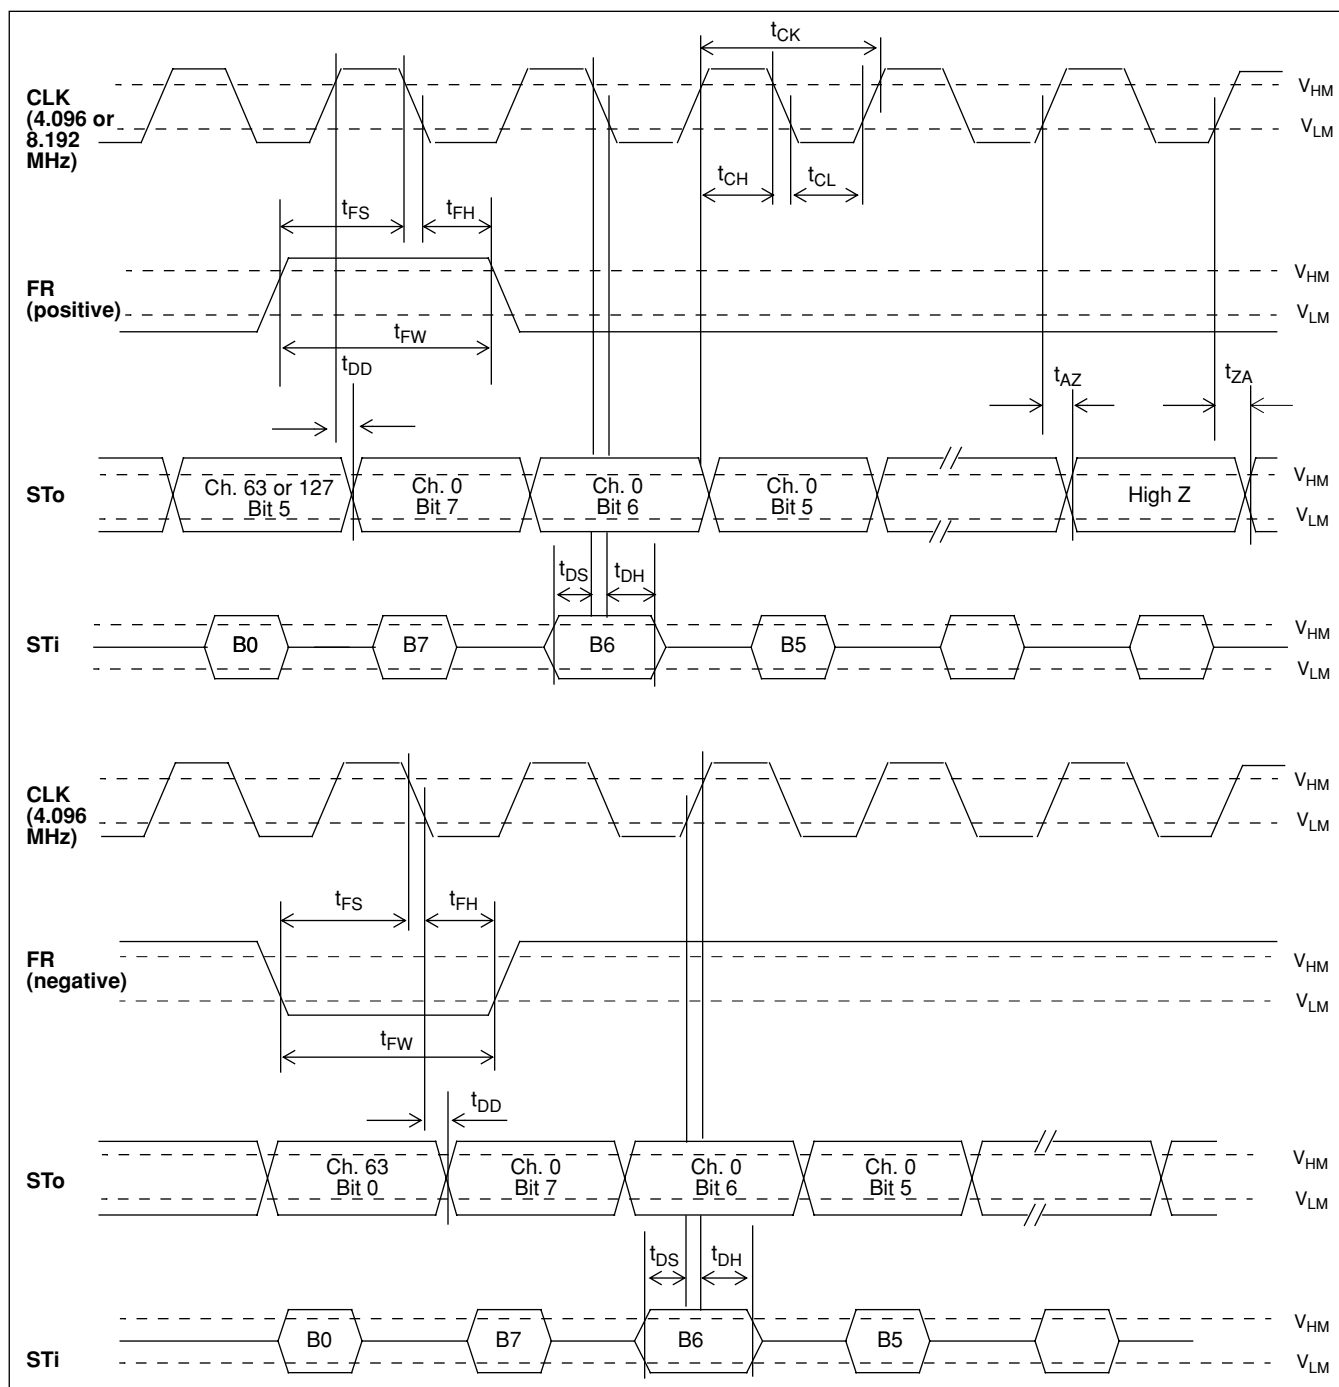 tCK
CLK
(4.096 or
8.192
MHz)
VHM
VLM
tCH tCL
tFS tFH
FR
(positive)
VHM
VLM
tFW
tDD
tAZ tZA
STo
Ch. 63 or 127
Bit 5
Ch. 0
Bit 7
Ch. 0
Bit 6
Ch. 0
Bit 5
High Z
VHM
VLM
tDS tDH
STi
B0 B7 B6 B5
VHM
VLM
CLK
(4.096
MHz)
VHM
VLM
tFS tFH
FR
(negative)
VHM
VLM
tFW
tDD
STo
Ch. 63
Bit 0
Ch. 0
Bit 7
Ch. 0
Bit 6
Ch. 0
Bit 5
VHM
VLM
tDS tDH
STi
B0 B7 B6 B5
VHM
VLM